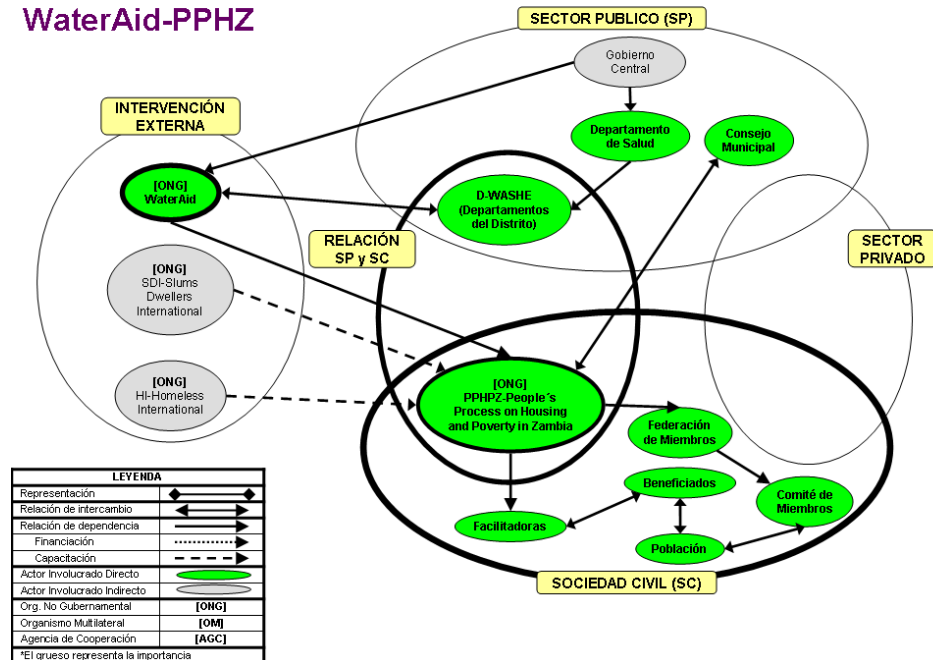 WaterAid-PPHZ
SECTOR PUBLICO (SP)
Gobierno
Central
INTERVENCIÓN
EXTERNA
Departamento
de Salud
Consejo
Municipal
[ONG]
WaterAid
D-WASHE
(Departamentos
del Distrito)
RELACIÓN
SP y SC
SECTOR
PRIVADO
[ONG]
SDI-Slums
Dwellers
International
[ONG]
HI-Homeless
International
[ONG]
PPHPZ-People´s
Process on Housing
and Poverty in Zambia
Federación
de Miembros
Beneficiados
Comité de
Miembros
Facilitadoras
Población
SOCIEDAD CIVIL (SC)
LEYENDA
Representación
Relación de intercambio
Relación de dependencia
Financiación
Capacitación
Actor Involucrado Directo
Actor Involucrado Indirecto
Org. No Gubernamental [ONG]
Organismo Multilateral [OM]
Agencia de Cooperación [AGC]
*El grueso representa la importancia